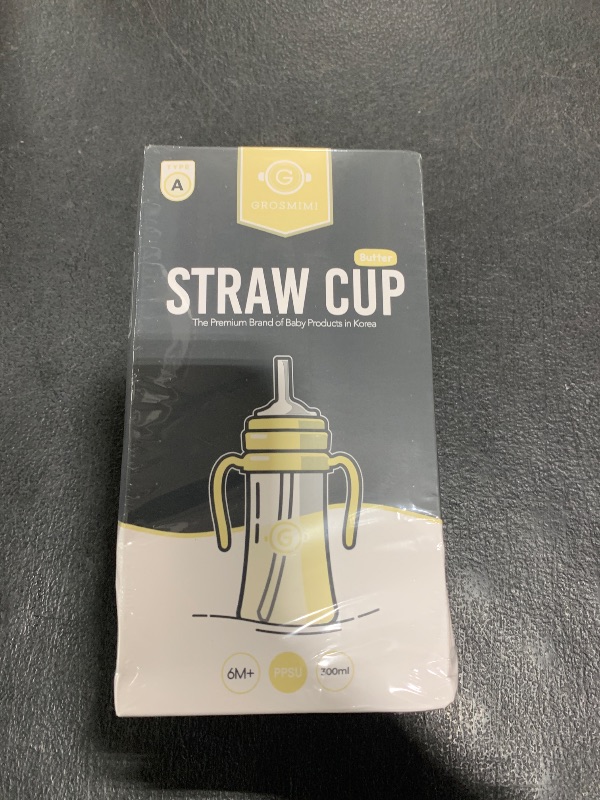 TYPE
A
G
GROSMIMI
Butter
STRAW CUP
The Premium Brand of Baby Products in Korea
G
6M+
PPSU
300ml